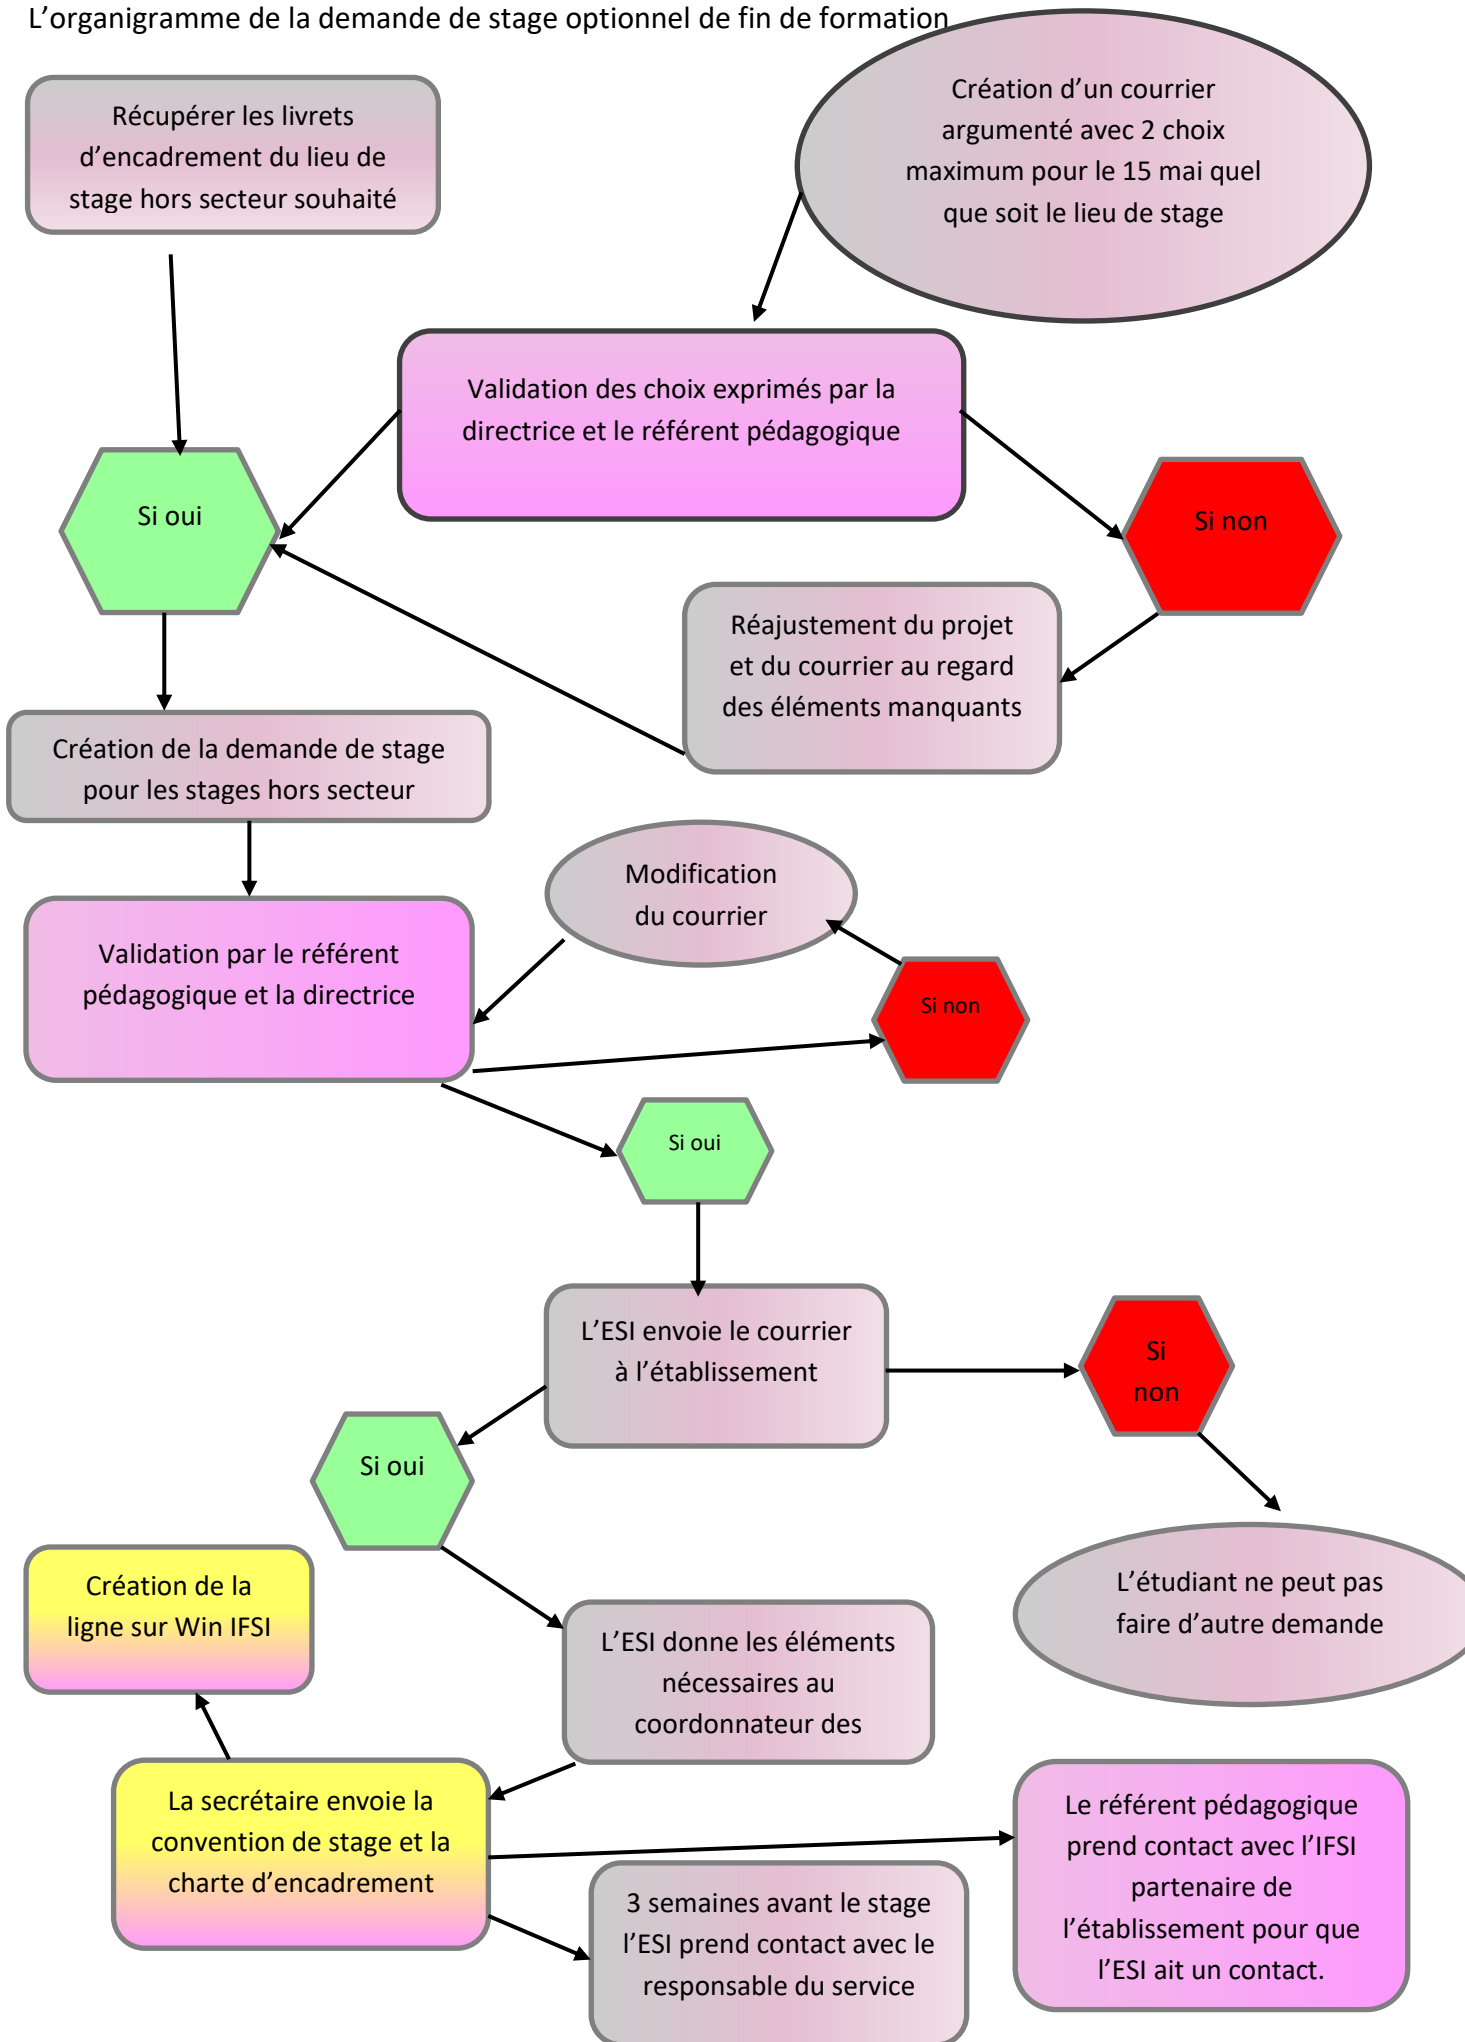 L'organigramme de la demande de stage optionnel de fin de formation
Récupérer les livrets
d'encadrement du lieu de
stage hors secteur souhaité
Création d'un courrier
argumenté avec 2 choix
maximum pour le 15 mai quel
que soit le lieu de stage
Validation des choix exprimés par la
directrice et le référent pédagogique
Si oui
Si non
Réajustement du projet
et du courrier au regard
des éléments manquants
Création de la demande de stage
pour les stages hors secteur
Modification
du courrier
Validation par le référent
pédagogique et la directrice
Si non
Si oui
L'ESI envoie le courrier
à l'établissement
Si
non
Si oui
L'étudiant ne peut pas
faire d'autre demande
Création de la
ligne sur Win IFSI
L'ESI donne les éléments
nécessaires au
coordonnateur des
La secrétaire envoie la
convention de stage et la
charte d'encadrement
Le référent pédagogique
prend contact avec l'IFSI
partenaire de
l'établissement pour que
l'ESI ait un contact.
3 semaines avant le stage
l'ESI prend contact avec le
responsable du service